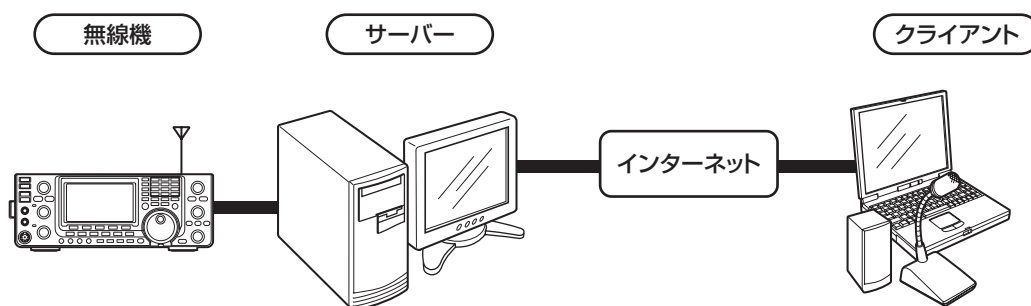 無線機
サーバー
クライアント
インターネット